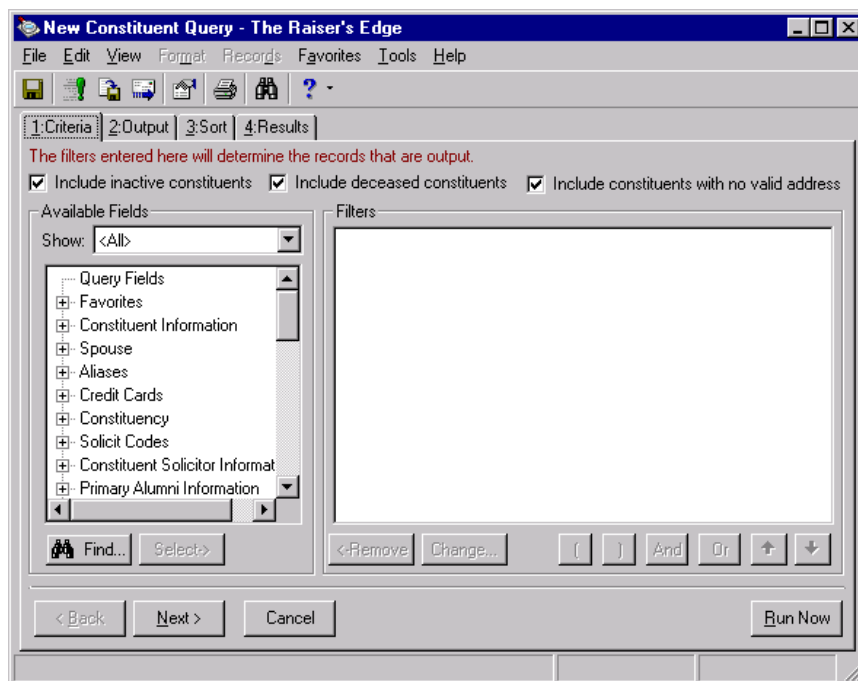 New Constituent Query - The Raiser's Edge
File Edit View Format Records Favorites Tools Help
?
1:Criteria 2:Output 3:Sort 4:Results
The filters entered here will determine the records that are output.
Include inactive constituents Include deceased constituents Include constituents with no valid address
Available Fields
Show: <All>
Query Fields
Favorites
Constituent Information
Spouse
Aliases
Credit Cards
Constituency
Solicit Codes
Constituent Solicitor Informat
Primary Alumni Information
Find... Select->
Filters
<-Remove Change... ( ) And Or
< Back Next > Cancel Run Now